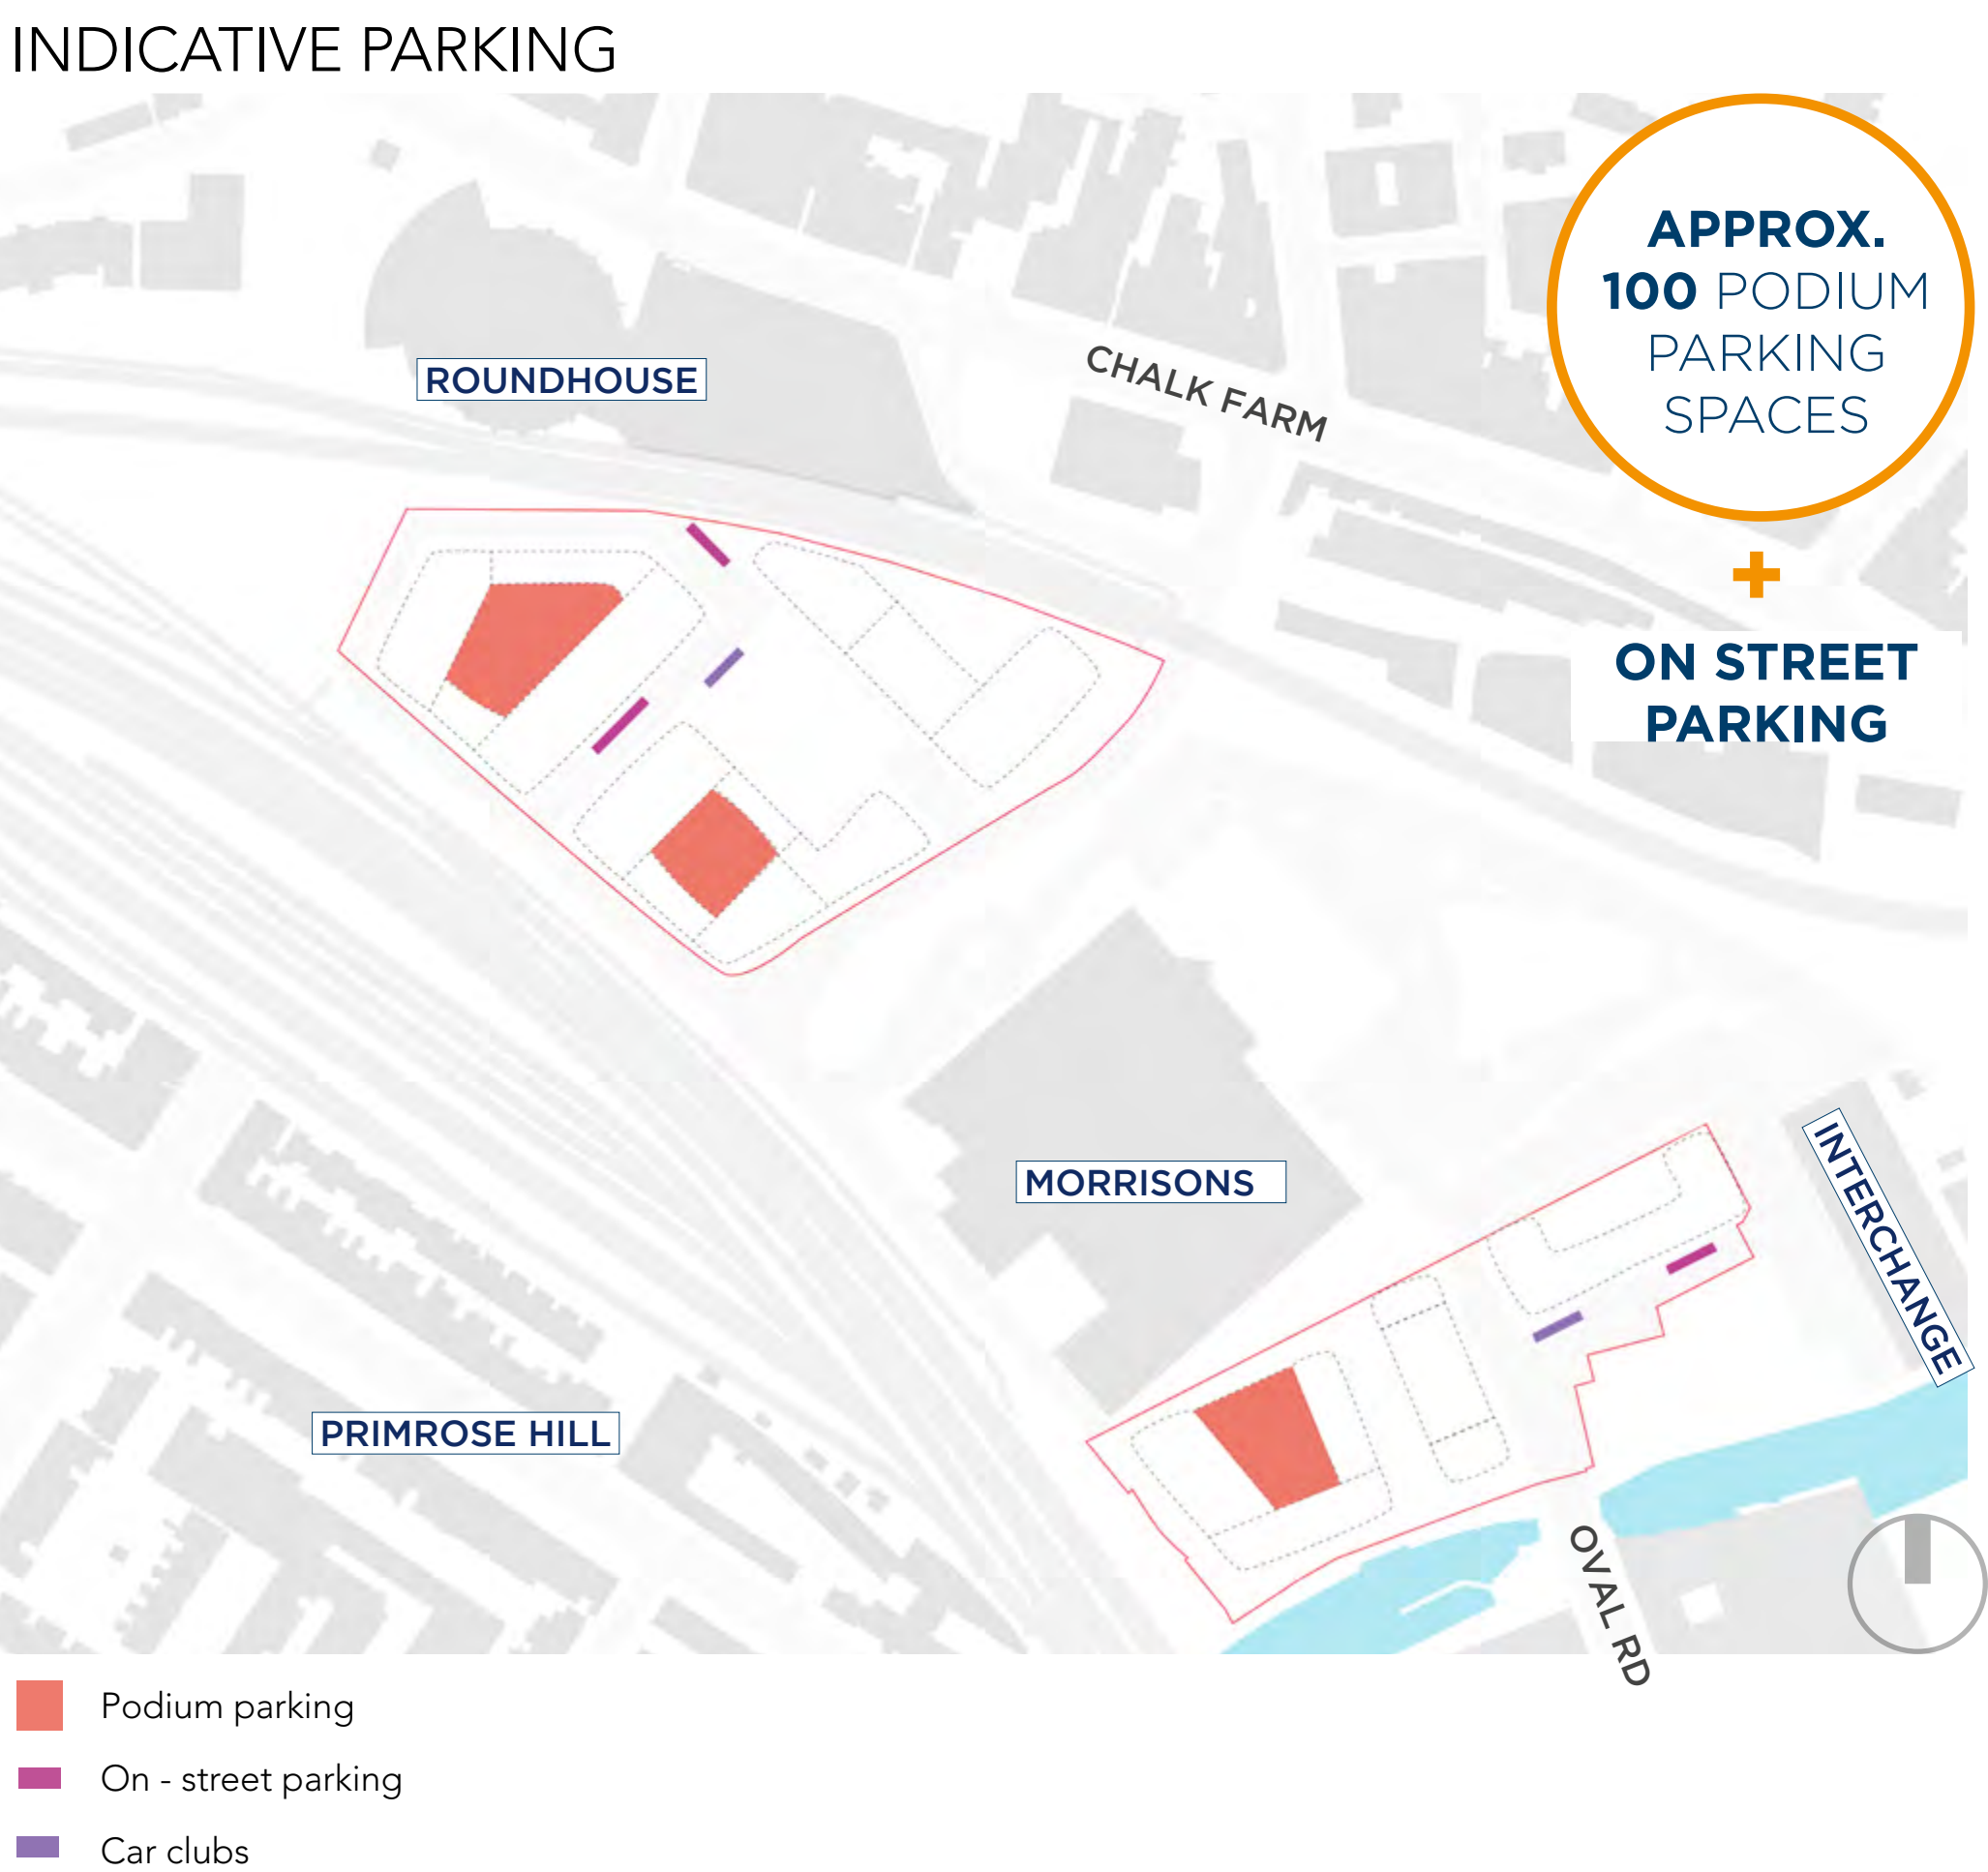 INDICATIVE PARKING
APPROX.
100 PODIUM
PARKING
SPACES
ROUNDHOUSE
CHALK FARM
+
ON STREET
PARKING
MORRISONS
INTERCHANGE
PRIMROSE HILL
OVAL RD
Podium parking
On - street parking
Car clubs